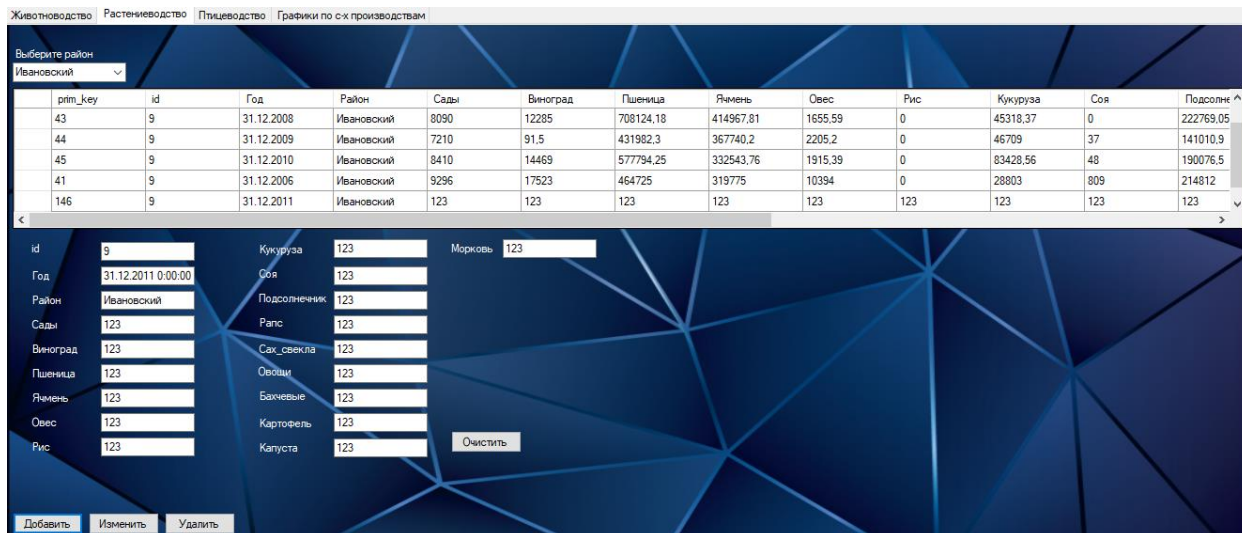 Животноводство Растениеводство Птицеводство Графики по с-х производствам
Выберите район
Ивановский
prim_key id Год Район Сады Виноград Пшеница Ячмень Овес Рис Кукуруза Соя Подсолне
43 9 31.12.2008 Ивановский 8090 12285 708124,18 414967,81 1655,59 0 45318,37 0 222769,05
44 9 31.12.2009 Ивановский 7210 91,5 431982,3 367740,2 2205,2 0 46709 37 141010,9
45 9 31.12.2010 Ивановский 8410 14469 577794,25 332543,76 1915,39 0 83428,56 48 190076,5
41 9 31.12.2006 Ивановский 9296 17523 464725 319775 10394 0 28803 809 214812
146 9 31.12.2011 Ивановский 123 123 123 123 123 123 123 123 123
id 9 Кукуруза 123 Морковь 123
Год 31.12.2011 0:00:00 Соя 123
Район Ивановский Подсолнечник 123
Сады 123 Рапс 123
Виноград 123 Сах_свекла 123
Пшеница 123 Овощи 123
Ячмень 123 Бахчевые 123
Овес 123 Картофель 123
Рис 123 Капуста 123
Очистить
Добавить Изменить Удалить